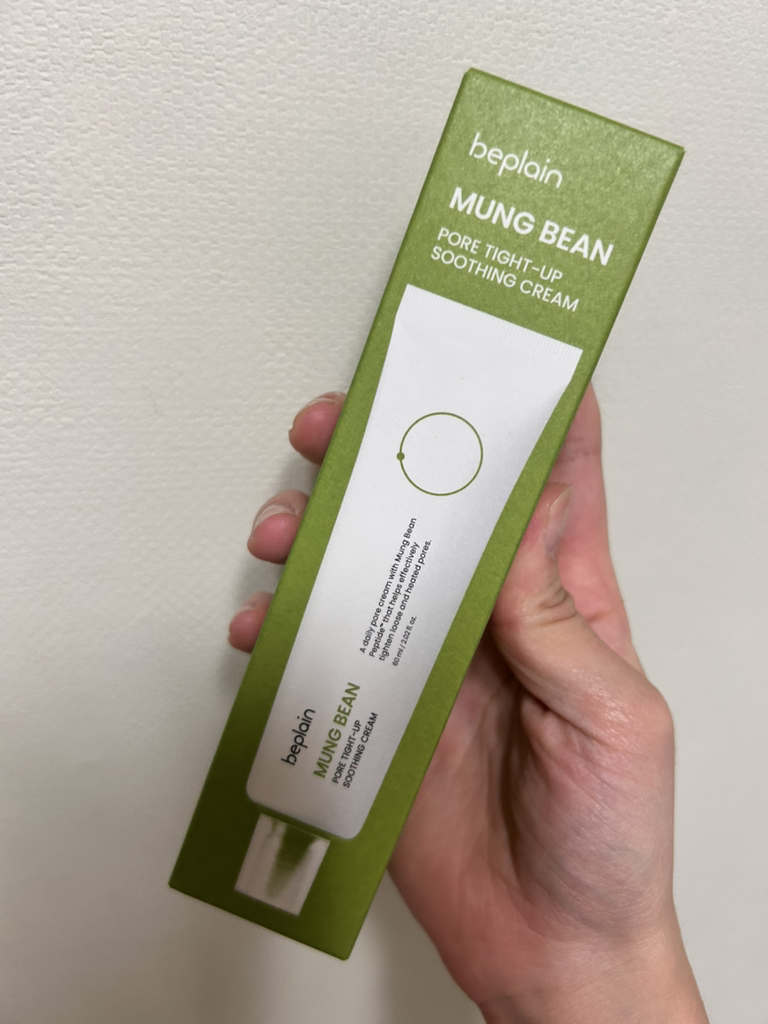 beplain
MUNG BEAN
PORE TIGHT-UP
SOOTHING CREAM
A daily pore cream with Mung Bean
Peptide™ that helps effectively
tighten loose and heated pores.
60 ml / 2.02 fl. oz.
beplain
MUNG BEAN
PORE TIGHT-UP
SOOTHING CREAM